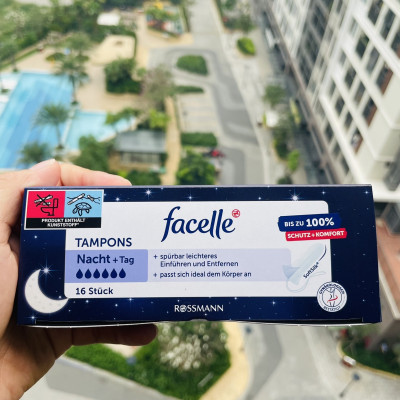 PRODUKT ENTHÄLT
KUNSTSTOFF*
facelle
TAMPONS
Nacht + Tag
16 Stück
+ spürbar leichteres
Einführen und Entfernen
+ passt sich ideal dem Körper an
BIS ZU 100%
SCHUTZ + KOMFORT
ROSSMANN